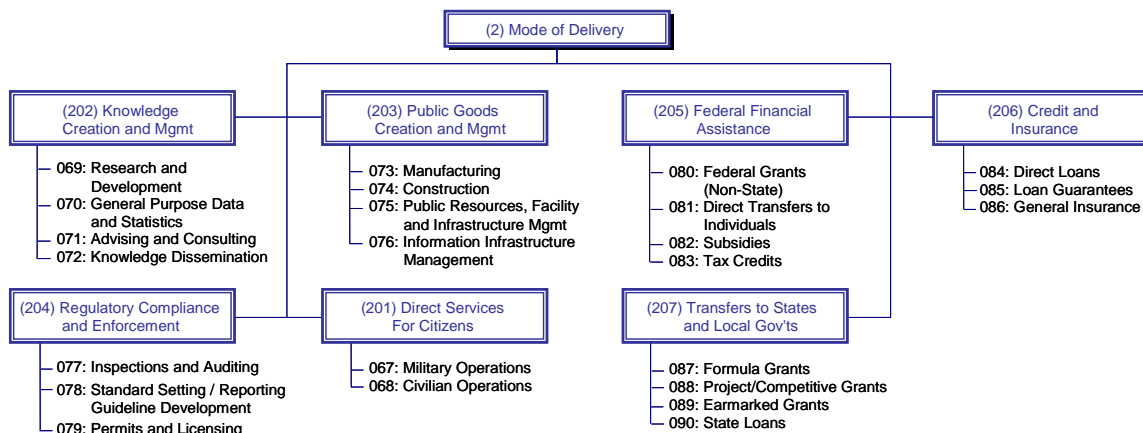 (2) Mode of Delivery
(202) Knowledge
Creation and Mgmt
069: Research and
Development
070: General Purpose Data
and Statistics
071: Advising and Consulting
072: Knowledge Dissemination
(203) Public Goods
Creation and Mgmt
073: Manufacturing
074: Construction
075: Public Resources, Facility
and Infrastructure Mgmt
076: Information Infrastructure
Management
(205) Federal Financial
Assistance
080: Federal Grants
(Non-State)
081: Direct Transfers to
Individuals
082: Subsidies
083: Tax Credits
(206) Credit and
Insurance
084: Direct Loans
085: Loan Guarantees
086: General Insurance
(204) Regulatory Compliance
and Enforcement
077: Inspections and Auditing
078: Standard Setting / Reporting
Guideline Development
079: Permits and Licensing
(201) Direct Services
For Citizens
067: Military Operations
068: Civilian Operations
(207) Transfers to States
and Local Gov'ts
087: Formula Grants
088: Project/Competitive Grants
089: Earmarked Grants
090: State Loans